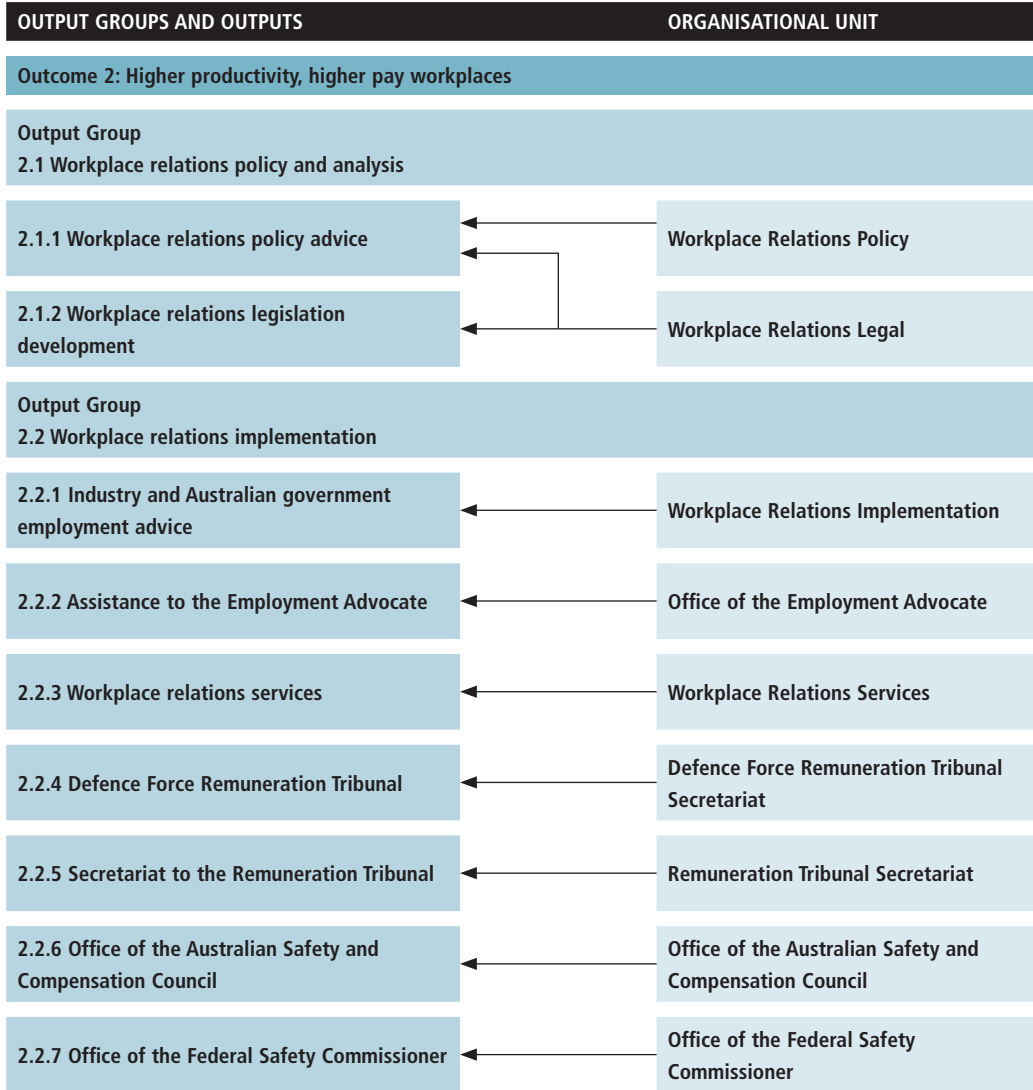 OUTPUT GROUPS AND OUTPUTS ORGANISATIONAL UNIT
Outcome 2: Higher productivity, higher pay workplaces
Output Group
2.1 Workplace relations policy and analysis
2.1.1 Workplace relations policy advice
Workplace Relations Policy
2.1.2 Workplace relations legislation
development
Workplace Relations Legal
Output Group
2.2 Workplace relations implementation
2.2.1 Industry and Australian government
employment advice
Workplace Relations Implementation
2.2.2 Assistance to the Employment Advocate
Office of the Employment Advocate
2.2.3 Workplace relations services
Workplace Relations Services
2.2.4 Defence Force Remuneration Tribunal
Defence Force Remuneration Tribunal
Secretariat
2.2.5 Secretariat to the Remuneration Tribunal
Remuneration Tribunal Secretariat
2.2.6 Office of the Australian Safety and
Compensation Council
Office of the Australian Safety and
Compensation Council
2.2.7 Office of the Federal Safety Commissioner
Office of the Federal Safety
Commissioner